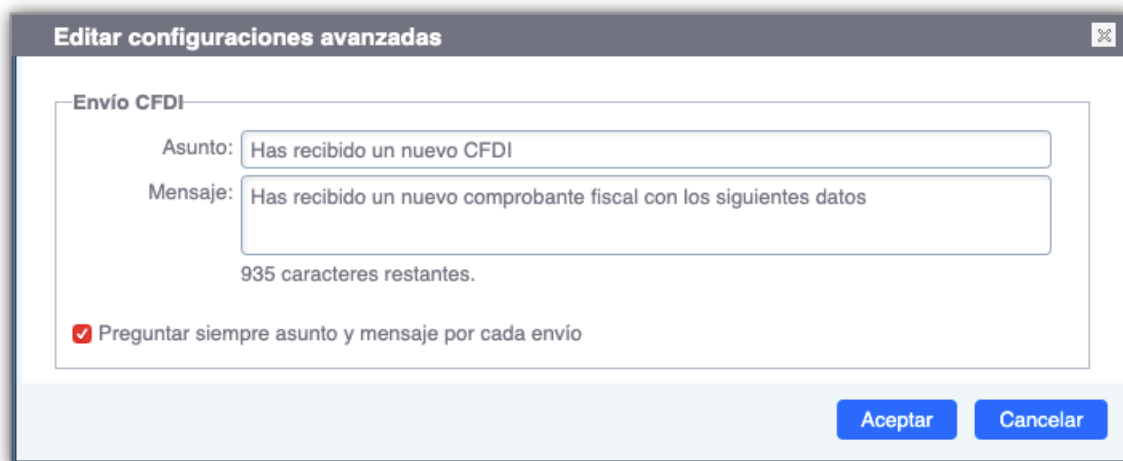 Editar configuraciones avanzadas
Envío CFDI
Asunto: Has recibido un nuevo CFDI
Mensaje: Has recibido un nuevo comprobante fiscal con los siguientes datos
935 caracteres restantes.
Preguntar siempre asunto y mensaje por cada envío
Aceptar Cancelar